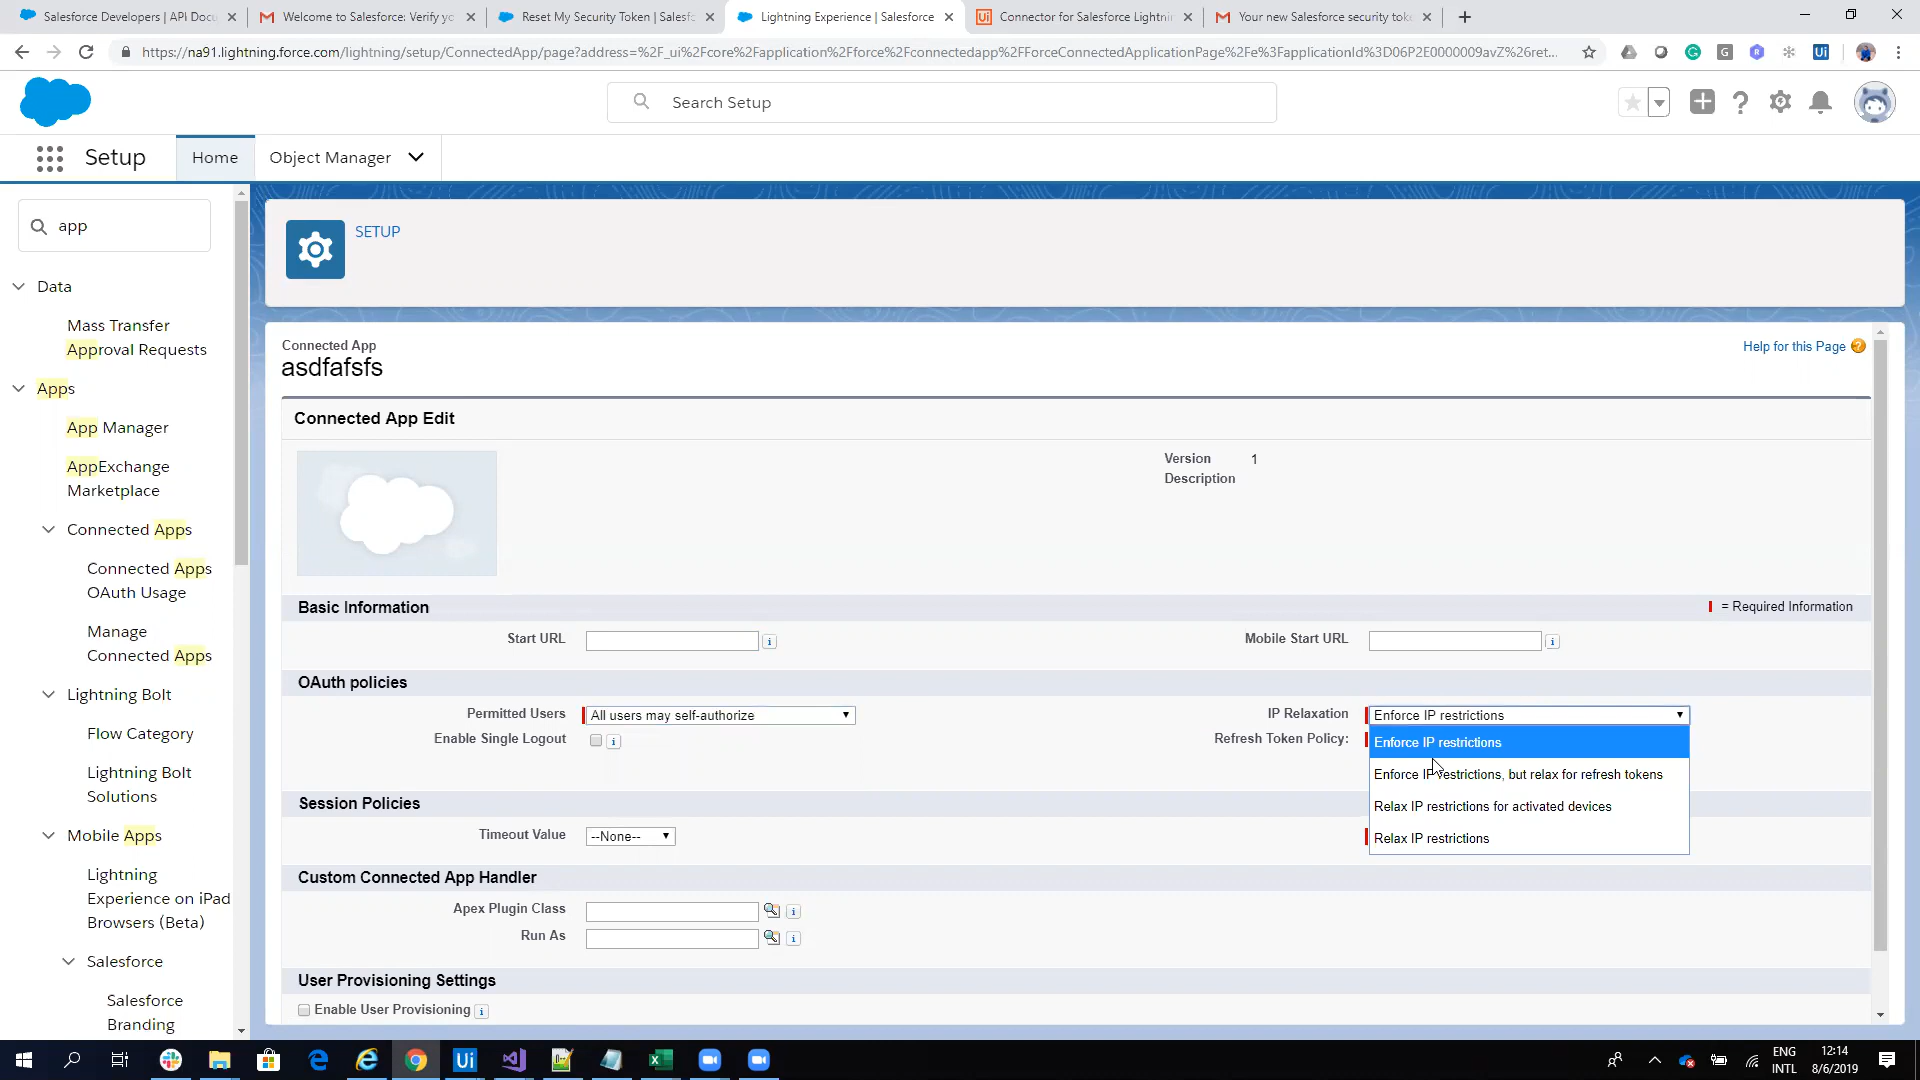 Salesforce Developers | API Docu
Welcome to Salesforce: Verify yo
Reset My Security Token | Salesf
Lightning Experience | Salesforce
Connector for Salesforce Lightni
Your new Salesforce security tok
https://na91.lightning.force.com/lightning/setup/ConnectedApp/page?address=%2F_ui%2Fcore%2Fapplication%2Fforce%2Fconnectedapp%2FForceConnectedApplicationPage%2Fe%3FapplicationId%3D06P2E0000009avZ%26ret...
Search Setup
Setup
Home
Object Manager
app
Data
Mass Transfer
Approval Requests
Apps
App Manager
AppExchange
Marketplace
Connected Apps
Connected Apps
OAuth Usage
Manage
Connected Apps
Lightning Bolt
Flow Category
Lightning Bolt
Solutions
Mobile Apps
Lightning
Experience on iPad
Browsers (Beta)
Salesforce
Salesforce
Branding
SETUP
Connected App
asdfafsfs
Help for this Page
Connected App Edit
Version 1
Description
Basic Information
= Required Information
Start URL
Mobile Start URL
OAuth policies
Permitted Users All users may self-authorize
IP Relaxation Enforce IP restrictions
Enable Single Logout
Refresh Token Policy:
Enforce IP restrictions
Enforce IP restrictions, but relax for refresh tokens
Relax IP restrictions for activated devices
Relax IP restrictions
Session Policies
Timeout Value --None--
Custom Connected App Handler
Apex Plugin Class
Run As
User Provisioning Settings
Enable User Provisioning
ENG
INTL
12:14
8/6/2019